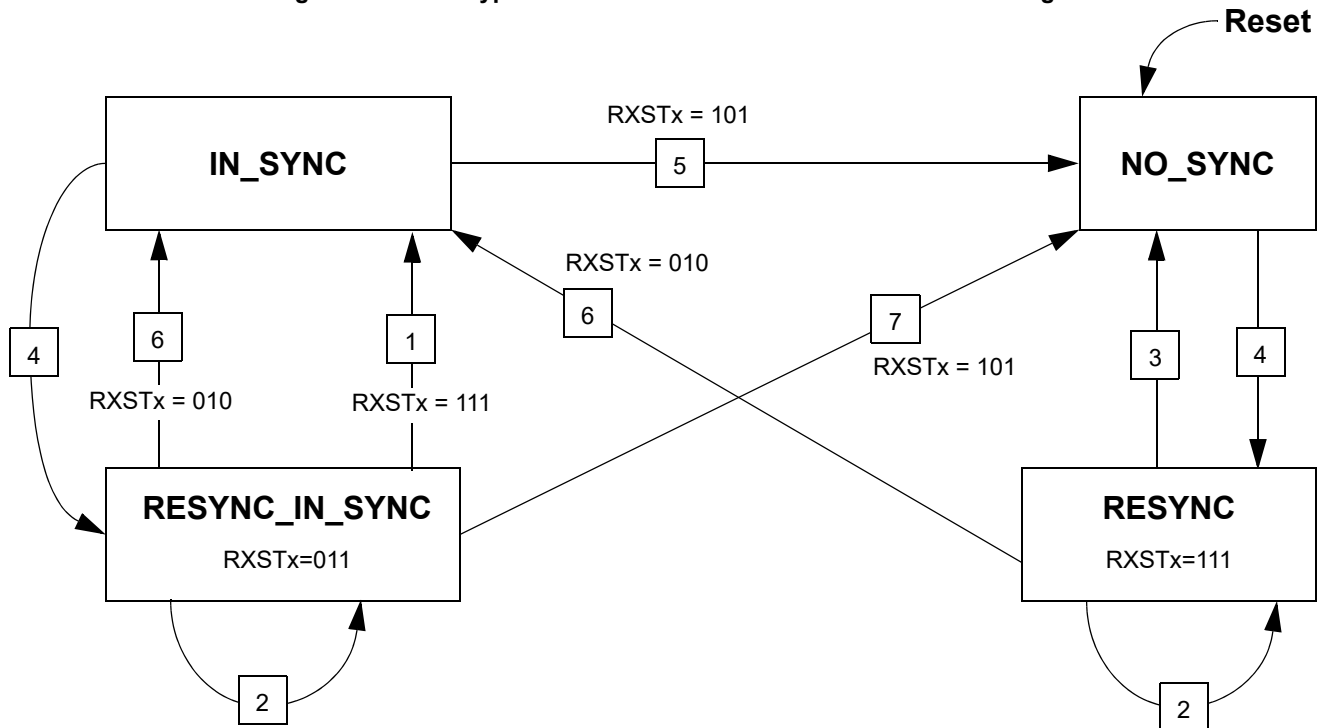 Reset
RXSTx = 101
IN_SYNC
5
NO_SYNC
RXSTx = 010
6
7
4
6
1
3
4
RXSTx = 101
RXSTx = 010
RXSTx = 111
RESYNC_IN_SYNC
RXSTx=011
RESYNC
RXSTx=111
2
2